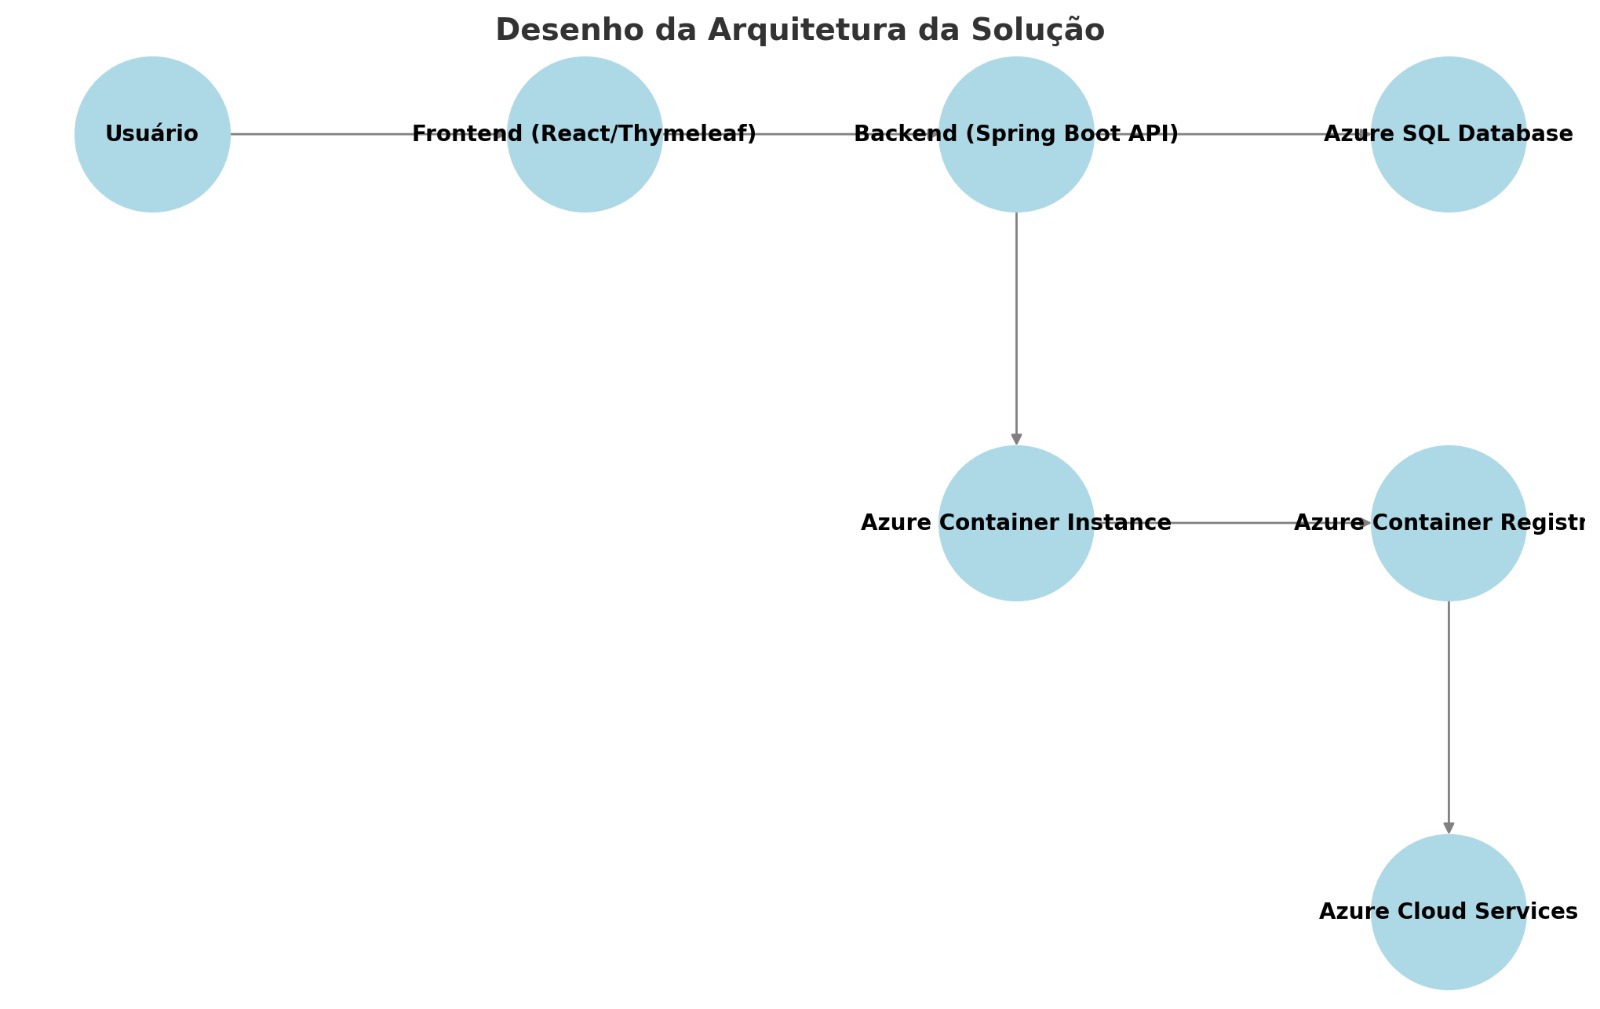 Desenho da Arquitetura da Solução
Usuário
Frontend (React/Thymeleaf)
Backend (Spring Boot API)
Azure SQL Database
Azure Container Instance
Azure Container Registr
Azure Cloud Services